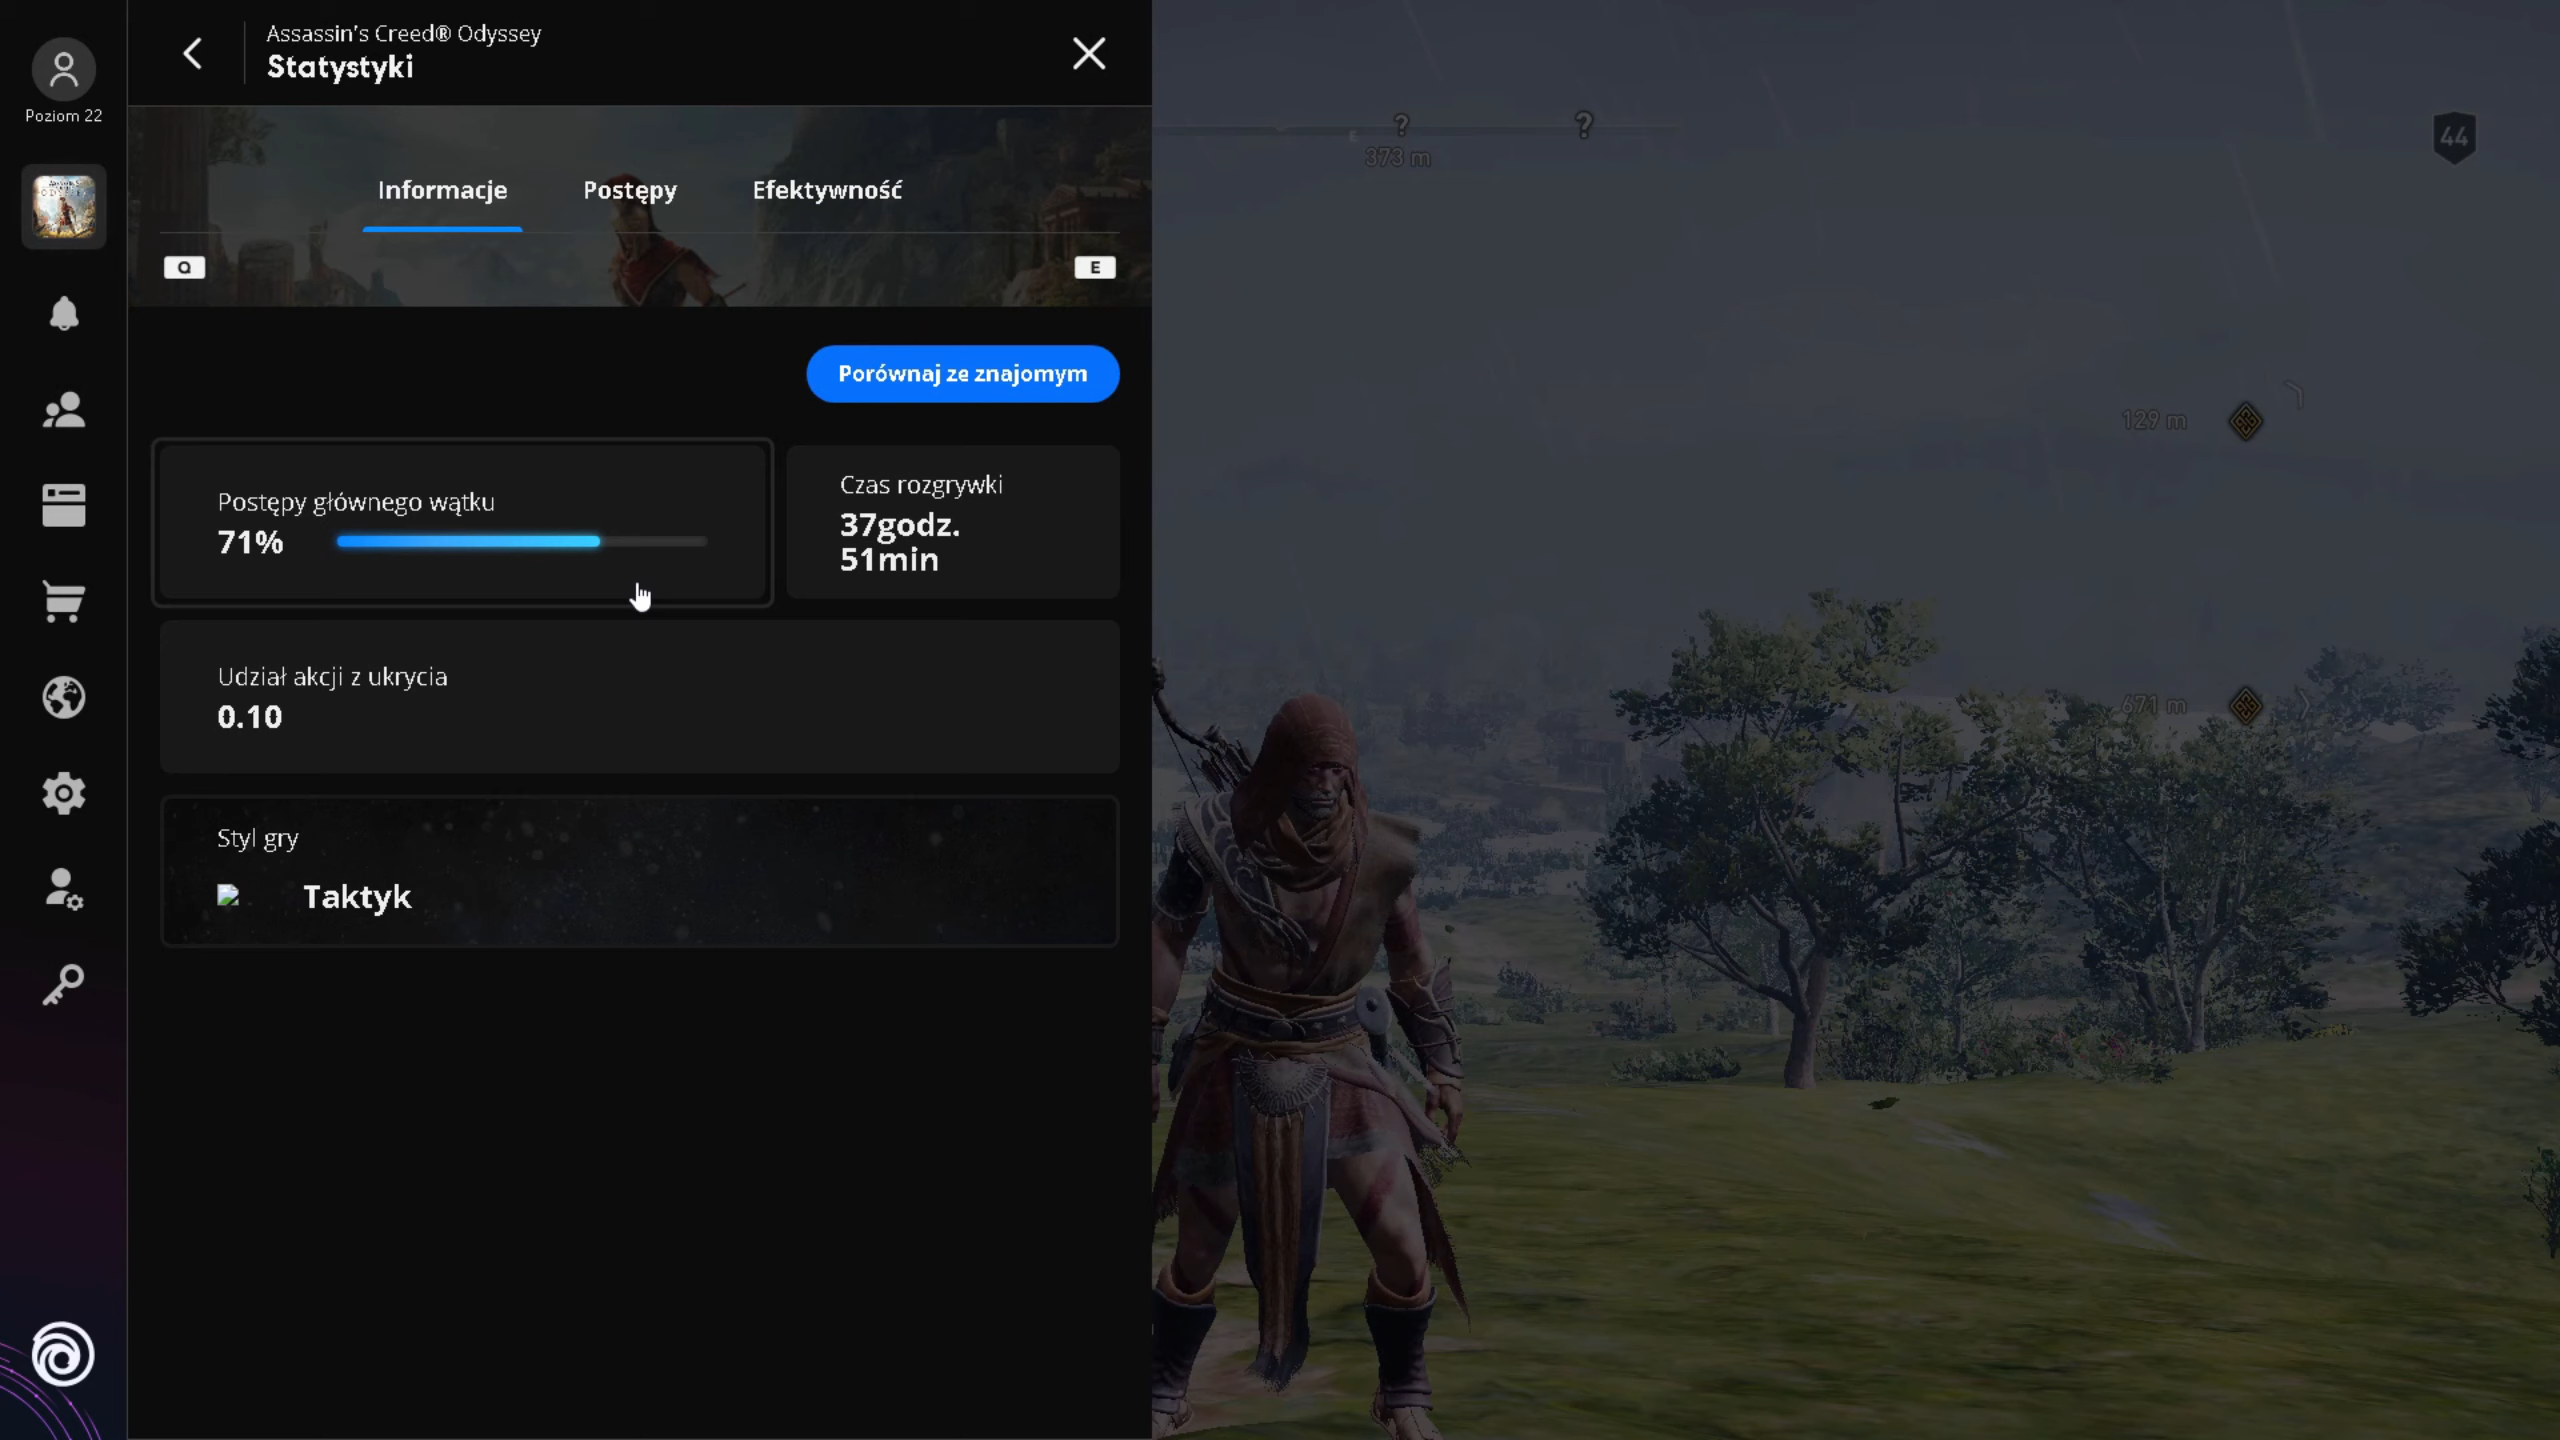 Assassin's Creed® Odyssey
Statystyki
Poziom 22
Informacje
Postępy
Efektywność
Q
E
Porównaj ze znajomym
Postępy głównego wątku
71%
Czas rozgrywki
37godz.
51min
Udział akcji z ukrycia
0.10
Styl gry
Taktyk
E
?
?
373 m
44
129 m
671 m